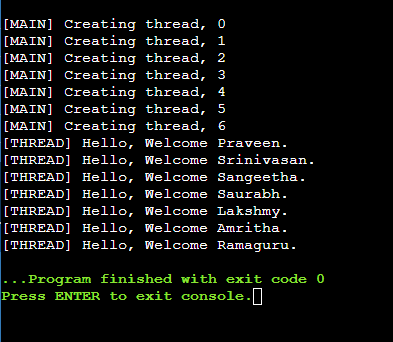 [MAIN] Creating thread, 0
[MAIN] Creating thread, 1
[MAIN] Creating thread, 2
[MAIN] Creating thread, 3
[MAIN] Creating thread, 4
[MAIN] Creating thread, 5
[MAIN] Creating thread, 6
[THREAD] Hello, Welcome Praveen.
[THREAD] Hello, Welcome Srinivasan.
[THREAD] Hello, Welcome Sangeetha.
[THREAD] Hello, Welcome Saurabh.
[THREAD] Hello, Welcome Lakshmy.
[THREAD] Hello, Welcome Amritha.
[THREAD] Hello, Welcome Ramaguru.
...Program finished with exit code 0
Press ENTER to exit console.